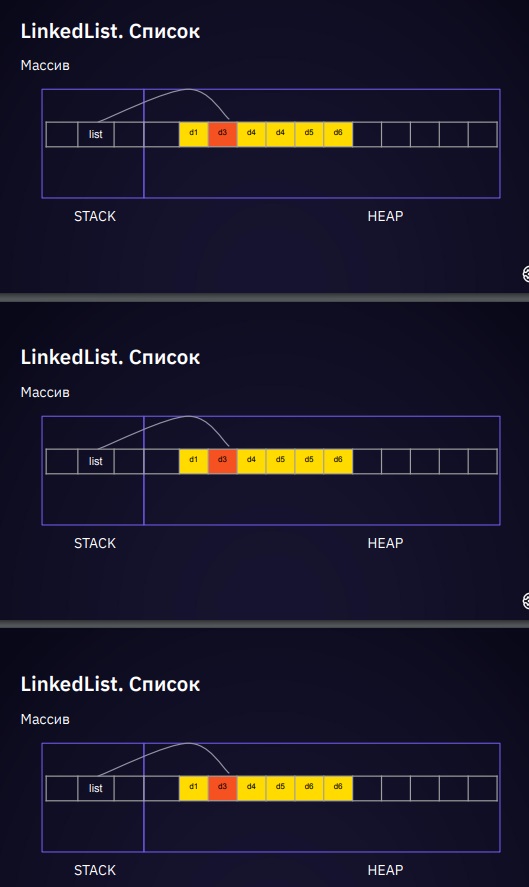 LinkedList. Список
Массив
list d1 d3 d4 d4 d5 d6
STACK HEAP
LinkedList. Список
Массив
list d1 d3 d4 d5 d5 d6
STACK HEAP
LinkedList. Список
Массив
list d1 d3 d4 d5 d6 d6
STACK HEAP